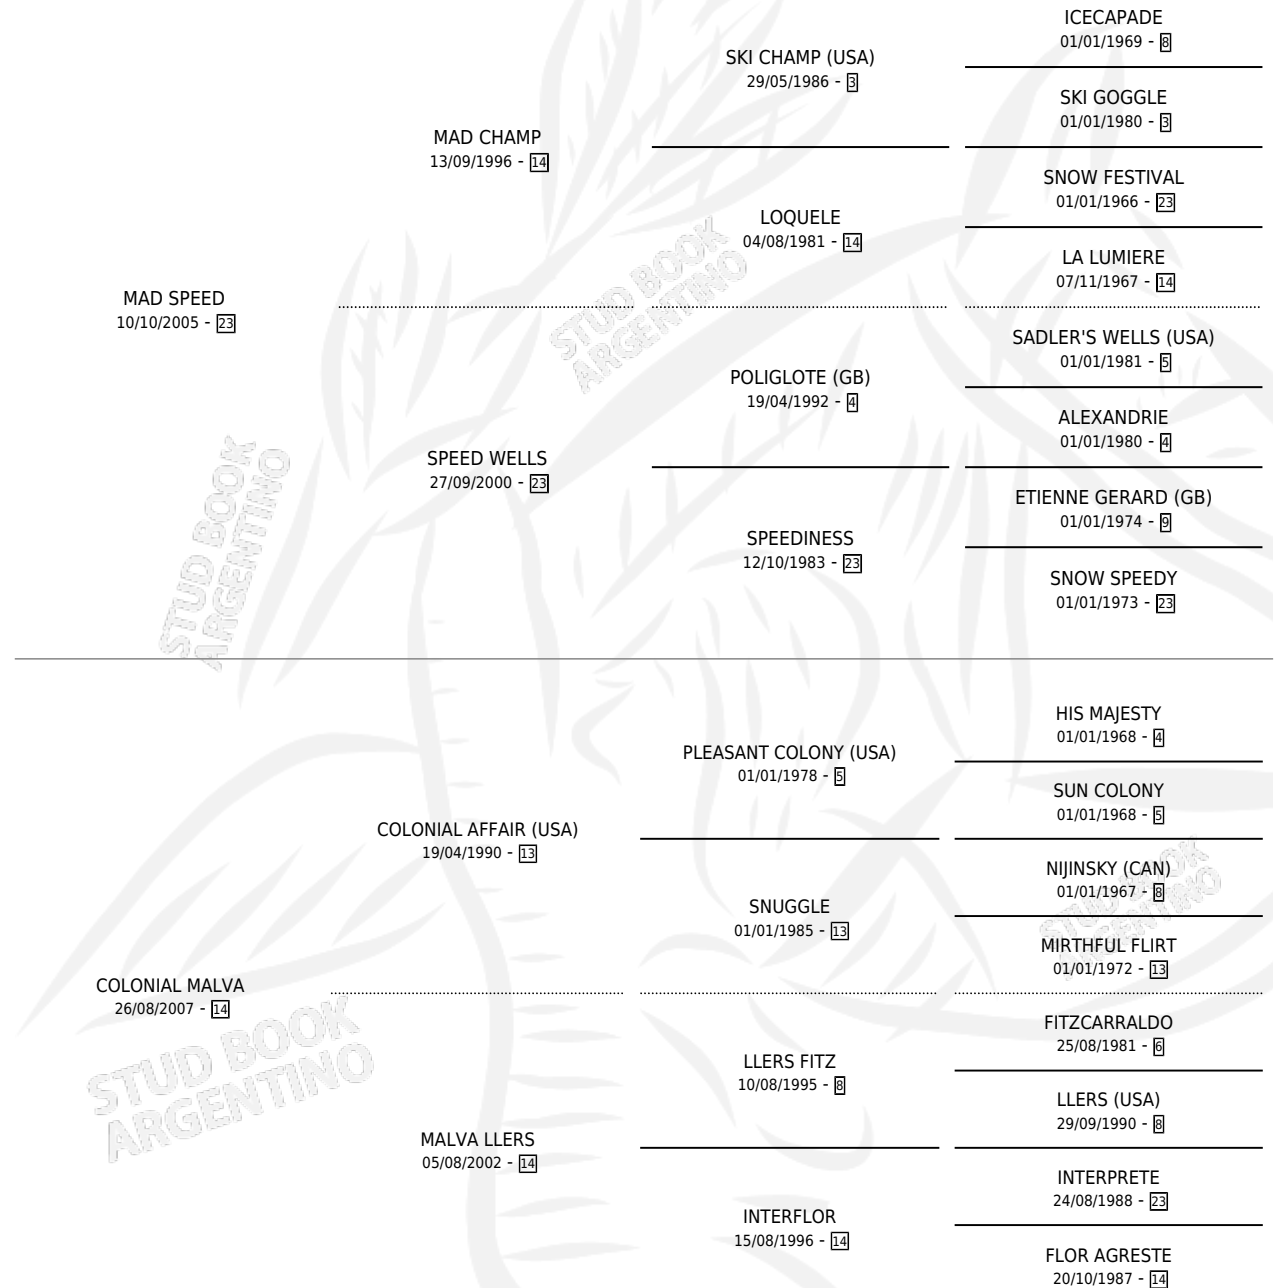 ICECAPADE
01/01/1969 - 8
SKI CHAMP (USA)
29/05/1986 - 3
SKI GOGGLE
01/01/1980 - 3
MAD CHAMP
13/09/1996 - 14
SNOW FESTIVAL
01/01/1966 - 23
LOQUELE
04/08/1981 - 14
LA LUMIERE
07/11/1967 - 14
MAD SPEED
10/10/2005 - 23
SADLER'S WELLS (USA)
01/01/1981 - 5
POLIGLOTE (GB)
19/04/1992 - 4
ALEXANDRIE
01/01/1980 - 4
SPEED WELLS
27/09/2000 - 23
ETIENNE GERARD (GB)
01/01/1974 - 9
SPEEDINESS
12/10/1983 - 23
SNOW SPEEDY
01/01/1973 - 23
HIS MAJESTY
01/01/1968 - 4
PLEASANT COLONY (USA)
01/01/1978 - 5
SUN COLONY
01/01/1968 - 5
COLONIAL AFFAIR (USA)
19/04/1990 - 13
NIJINSKY (CAN)
01/01/1967 - 8
SNUGGLE
01/01/1985 - 13
MIRTHFUL FLIRT
01/01/1972 - 13
COLONIAL MALVA
26/08/2007 - 14
FITZCARRALDO
25/08/1981 - 6
LLERS FITZ
10/08/1995 - 8
LLERS (USA)
29/09/1990 - 8
MALVA LLERS
05/08/2002 - 14
INTERPRETE
24/08/1988 - 23
INTERFLOR
15/08/1996 - 14
FLOR AGRESTE
20/10/1987 - 14
STUD BOOK
ARGENTINO
STUD BOOK
ARGENTINO
STUD BOOK
ARGENTINO
STUD BOOK
ARGENTINO